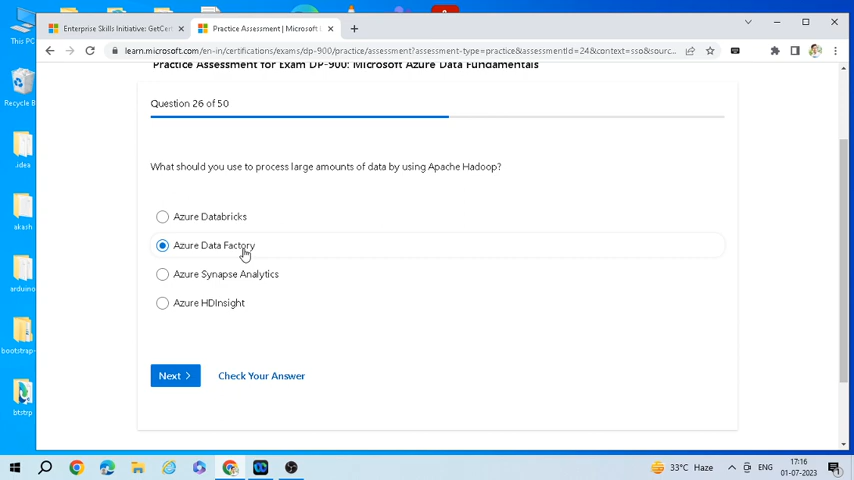 This PC
Recycle B
.idea
akash
arduino
bootstrap-
btstrp
Enterprise Skills Initiative: GetCert
Practice Assessment | Microsoft
learn.microsoft.com/en-in/certifications/exams/dp-900/practice/assessment?assessment-type=practice&assessmentId=24&context=sso&sourc...
Practice Assessment for Exam DP-900: Microsoft Azure Data Fundamentals
Question 26 of 50
What should you use to process large amounts of data by using Apache Hadoop?
Azure Databricks
Azure Data Factory
Azure Synapse Analytics
Azure HDInsight
Next
Check Your Answer
33°C Haze
ENG
17:16
01-07-2023
1